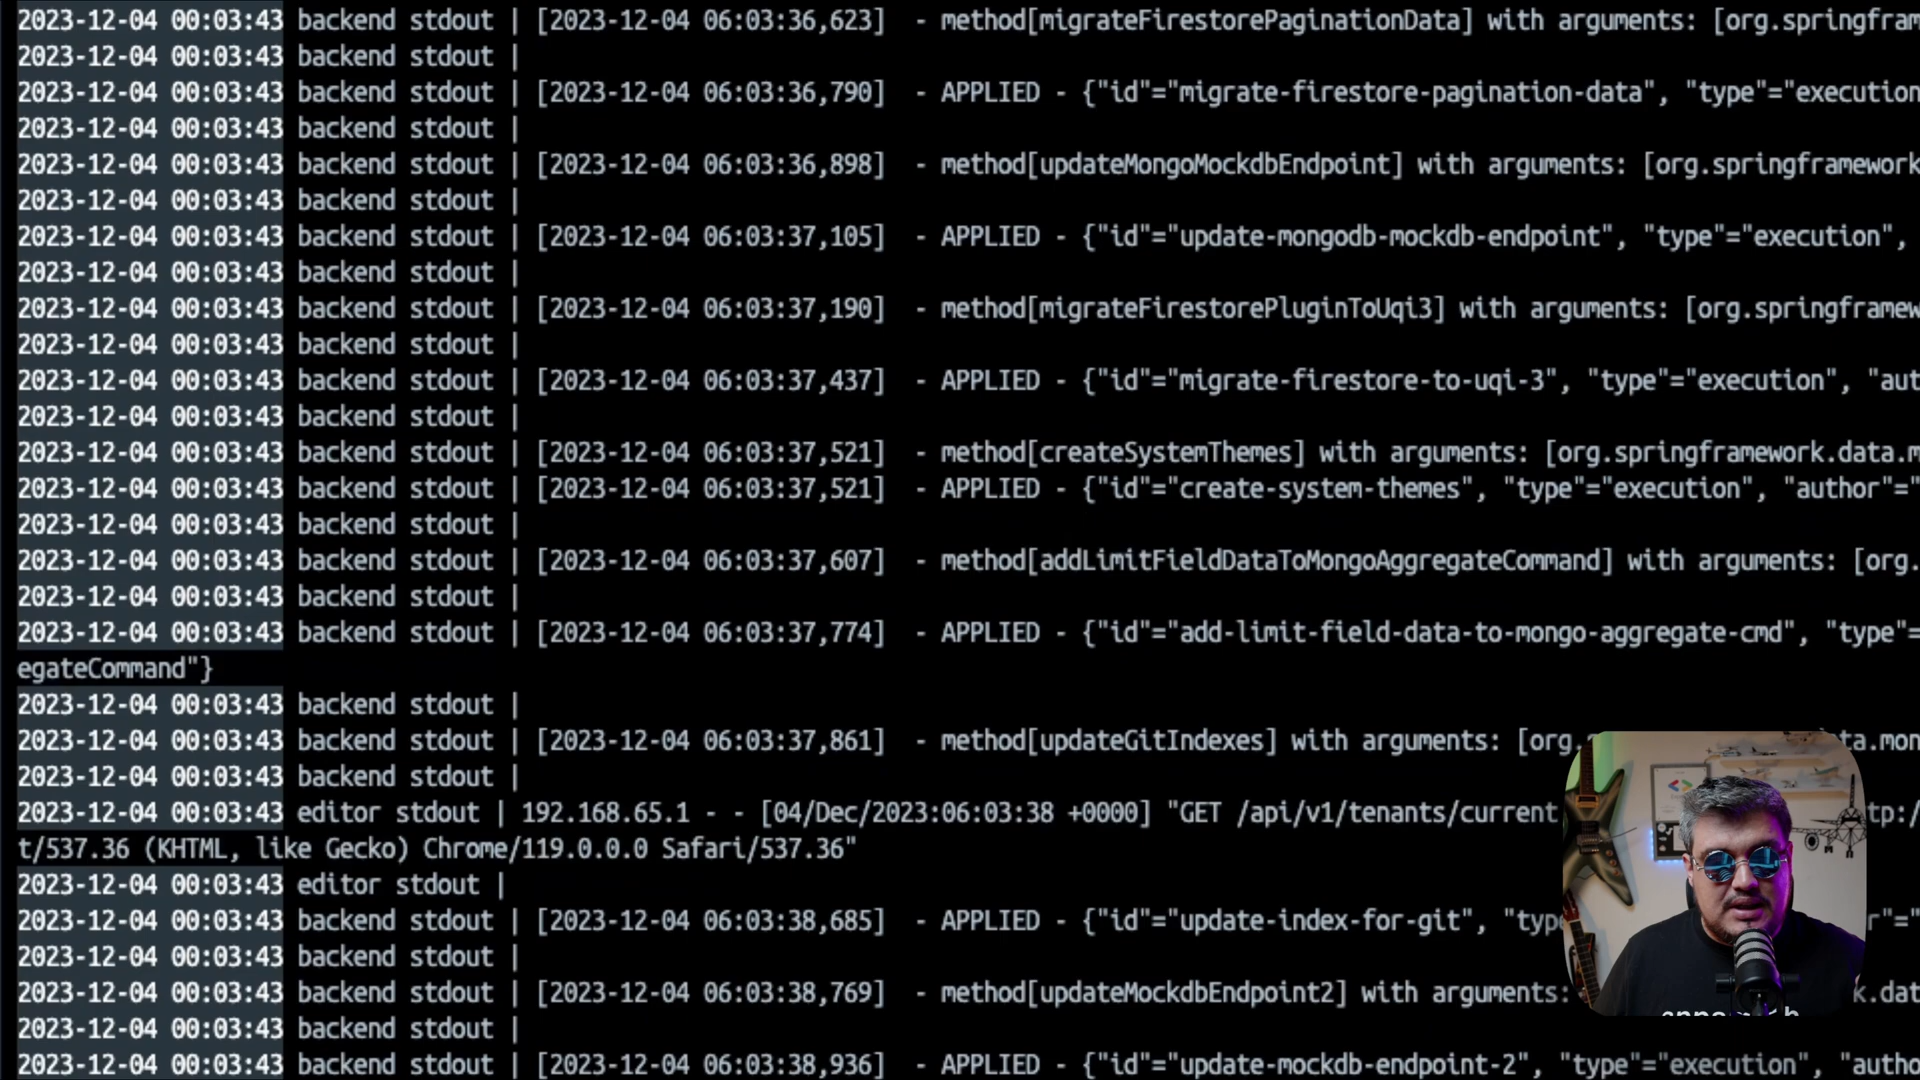 2023-12-04 00:03:43 backend stdout | [2023-12-04 06:03:36,623]  - method[migrateFirestorePaginationData] with arguments: [org.springfram
2023-12-04 00:03:43 backend stdout |
2023-12-04 00:03:43 backend stdout | [2023-12-04 06:03:36,790]  - APPLIED - {"id"="migrate-firestore-pagination-data", "type"="execution
2023-12-04 00:03:43 backend stdout |
2023-12-04 00:03:43 backend stdout | [2023-12-04 06:03:36,898]  - method[updateMongoMockdbEndpoint] with arguments: [org.springframework
2023-12-04 00:03:43 backend stdout |
2023-12-04 00:03:43 backend stdout | [2023-12-04 06:03:37,105]  - APPLIED - {"id"="update-mongodb-mockdb-endpoint", "type"="execution",
2023-12-04 00:03:43 backend stdout |
2023-12-04 00:03:43 backend stdout | [2023-12-04 06:03:37,190]  - method[migrateFirestorePluginToUqi3] with arguments: [org.springframew
2023-12-04 00:03:43 backend stdout |
2023-12-04 00:03:43 backend stdout | [2023-12-04 06:03:37,437]  - APPLIED - {"id"="migrate-firestore-to-uqi-3", "type"="execution", "aut
2023-12-04 00:03:43 backend stdout |
2023-12-04 00:03:43 backend stdout | [2023-12-04 06:03:37,521]  - method[createSystemThemes] with arguments: [org.springframework.data.m
2023-12-04 00:03:43 backend stdout | [2023-12-04 06:03:37,521]  - APPLIED - {"id"="create-system-themes", "type"="execution", "author"="
2023-12-04 00:03:43 backend stdout |
2023-12-04 00:03:43 backend stdout | [2023-12-04 06:03:37,607]  - method[addLimitFieldDataToMongoAggregateCommand] with arguments: [org.
2023-12-04 00:03:43 backend stdout |
2023-12-04 00:03:43 backend stdout | [2023-12-04 06:03:37,774]  - APPLIED - {"id"="add-limit-field-data-to-mongo-aggregate-cmd", "type"=
egateCommand"}
2023-12-04 00:03:43 backend stdout |
2023-12-04 00:03:43 backend stdout | [2023-12-04 06:03:37,861]  - method[updateGitIndexes] with arguments: [org. ta.mon
2023-12-04 00:03:43 backend stdout |
2023-12-04 00:03:43 editor stdout | 192.168.65.1 - - [04/Dec/2023:06:03:38 +0000] "GET /api/v1/tenants/current tp:/
t/537.36 (KHTML, like Gecko) Chrome/119.0.0.0 Safari/537.36"
2023-12-04 00:03:43 editor stdout |
2023-12-04 00:03:43 backend stdout | [2023-12-04 06:03:38,685]  - APPLIED - {"id"="update-index-for-git", "typ r"="
2023-12-04 00:03:43 backend stdout |
2023-12-04 00:03:43 backend stdout | [2023-12-04 06:03:38,769]  - method[updateMockdbEndpoint2] with arguments: k.dat
2023-12-04 00:03:43 backend stdout |
2023-12-04 00:03:43 backend stdout | [2023-12-04 06:03:38,936]  - APPLIED - {"id"="update-mockdb-endpoint-2", "type"="execution", "autho